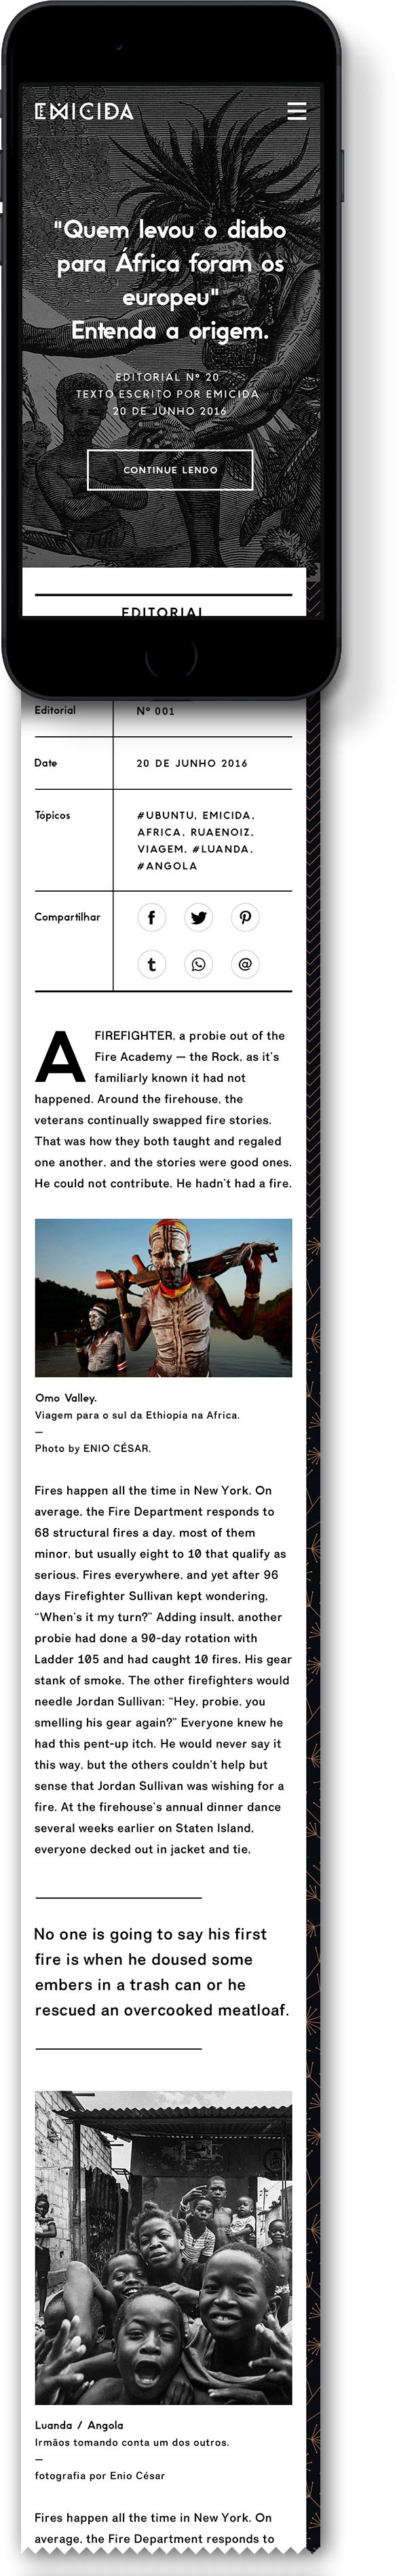 EMICIDA
"Quem levou o diabo
para África foram os
europeu"
Entenda a origem.
EDITORIAL Nº 20
TEXTO ESCRITO POR EMICIDA
20 DE JUNHO 2016
CONTINUE LENDO
EDITORIAL
Editorial Nº 001
Date 20 DE JUNHO 2016
Tópicos #UBUNTU, EMICIDA,
AFRICA, RUAENOIZ,
VIAGEM, #LUANDA,
#ANGOLA
Compartilhar
A FIREFIGHTER, a probie out of the
Fire Academy — the Rock, as it's
familiarly known it had not
happened. Around the firehouse, the
veterans continually swapped fire stories.
That was how they both taught and regaled
one another, and the stories were good ones.
He could not contribute. He hadn't had a fire.
Omo Valley.
Viagem para o sul da Ethiopia na Africa.
—
Photo by ENIO CÉSAR.
Fires happen all the time in New York. On
average, the Fire Department responds to
68 structural fires a day, most of them
minor, but usually eight to 10 that qualify as
serious. Fires everywhere, and yet after 96
days Firefighter Sullivan kept wondering,
“When's it my turn?” Adding insult, another
probie had done a 90-day rotation with
Ladder 105 and had caught 10 fires. His gear
stank of smoke. The other firefighters would
needle Jordan Sullivan: “Hey, probie, you
smelling his gear again?” Everyone knew he
had this pent-up itch. He would never say it
this way, but the others couldn't help but
sense that Jordan Sullivan was wishing for a
fire. At the firehouse's annual dinner dance
several weeks earlier on Staten Island,
everyone decked out in jacket and tie.
No one is going to say his first
fire is when he doused some
embers in a trash can or he
rescued an overcooked meatloaf.
Luanda / Angola
Irmãos tomando conta um dos outros.
—
fotografia por Enio César
Fires happen all the time in New York. On
average, the Fire Department responds to